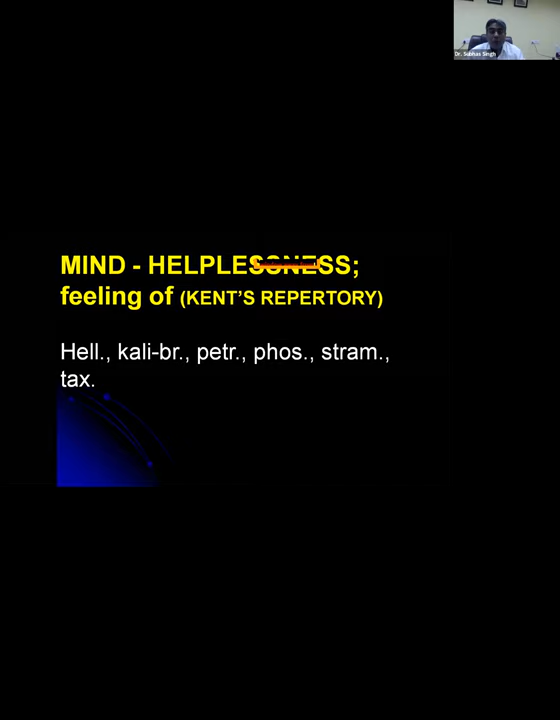 Dr. Subhas Singh
MIND - HELPLESSNESS;
feeling of (KENT'S REPERTORY)
Hell., kali-br., petr., phos., stram.,
tax.